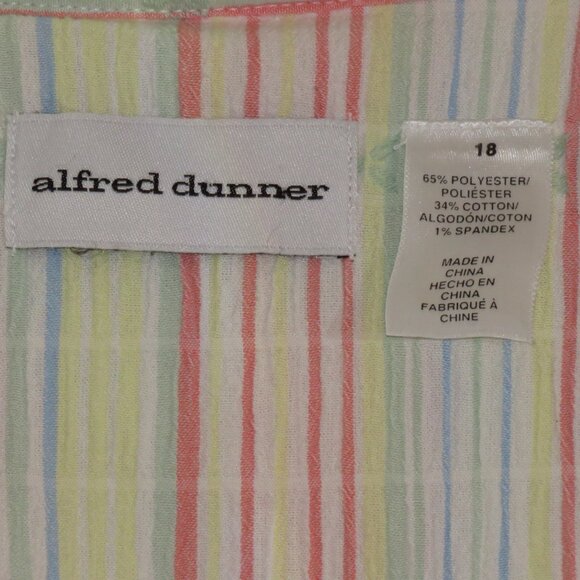 alfred dunner
18
65% POLYESTER/
POLIÉSTER
34% COTTON/
ALGODÓN/COTON
1% SPANDEX
MADE IN
CHINA
HECHO EN
CHINA
FABRIQUÉ À
CHINE